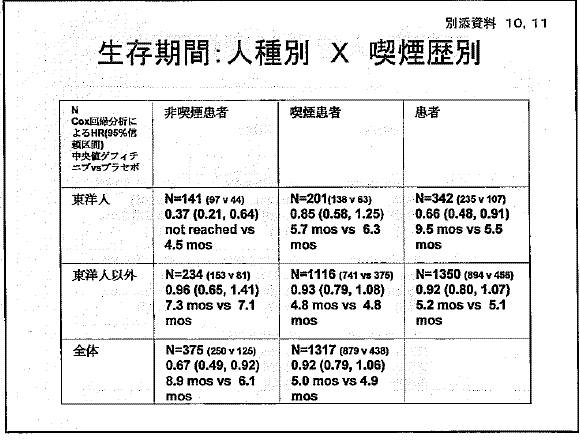 別添資料 10, 11
生存期間:人種別 X 喫煙歴別
N
Cox回帰分析に
よるHR(95%信
頼区間)
中央値ゲフィチ
ニブvsプラセボ
非喫煙患者
喫煙患者
患者
東洋人
N=141 (97 v 44)
0.37 (0.21, 0.64)
not reached vs
4.5 mos
N=201(138 v 63)
0.85 (0.58, 1.25)
5.7 mos vs 6.3
mos
N=342 (235 v 107)
0.66 (0.48, 0.91)
9.5 mos vs 5.5
mos
東洋人以外
N=234 (153 v 81)
0.96 (0.65, 1.41)
7.3 mos vs 7.1
mos
N=1116 (741 vs 375)
0.93 (0.79, 1.08)
4.8 mos vs 4.8
mos
N=1350 (894 v 456)
0.92 (0.80, 1.07)
5.2 mos vs 5.1
mos
全体
N=375 (250 v 125)
0.67 (0.49, 0.92)
8.9 mos vs 6.1
mos
N=1317 (879 v 438)
0.92 (0.79, 1.06)
5.0 mos vs 4.9
mos